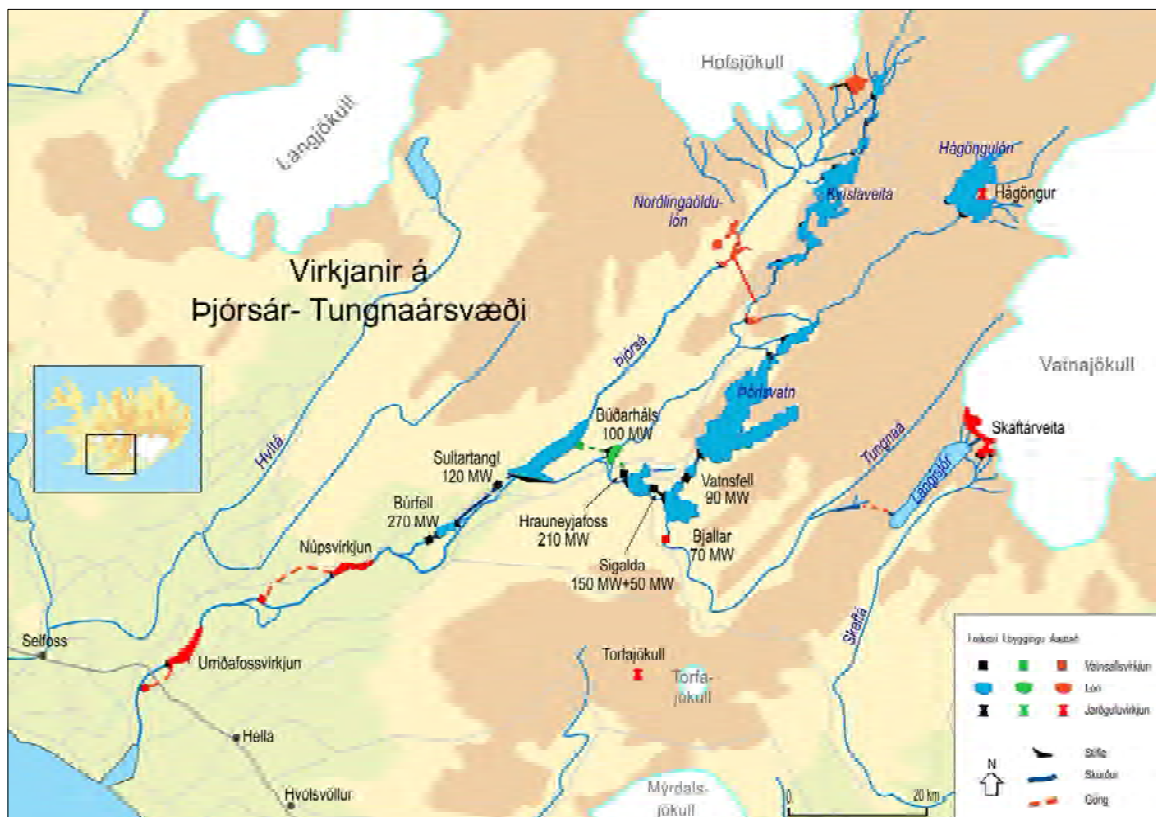 Hofsjökull
Langjökull
Hágöngulón
Hágöngur
Kvíslaveita
Norðlingaöldu-
lón
Virkjanir á
Þjórsár- Tungnaársvæði
Þjórsá
Vatnajökull
Hvítá
Þórisvatn
Tungnaá
Skaftárveita
Langisjór
Búðarháls
100 MW
Sultartangi
120 MW
Vatnsfell
90 MW
Búrfell
270 MW
Hrauneyjafoss
210 MW
Bjallar
70 MW
Núpsvirkjun
Sigalda
150 MW+50 MW
Skaftá
Selfoss
Urriðafossvirkjun
Torfajökull
Torfa-
jökull
Hella
Hvolsvöllur
Mýrdals-
jökull
Vatnsaflsvirkjun
Lón
Jarðgufuvirkjun
Stífla
Skurður
Göng
N
0
20 km